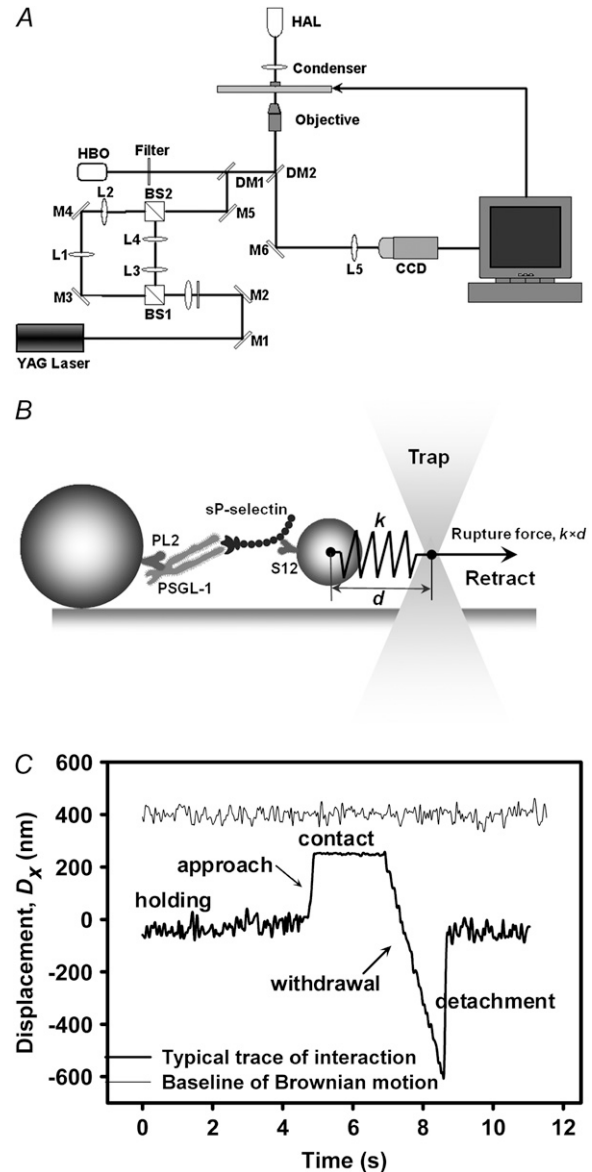 A
HAL
Condenser
Objective
HBO
Filter
DM1
DM2
L2
BS2
M4
M5
L4
M6
L1
L3
L5
CCD
M3
BS1
M2
M1
YAG Laser
B
Trap
sP-selectin
k
PL2
Rupture force, k×d
S12
Retract
PSGL-1
d
C
600
400
200
0
-200
-400
-600
Displacement, Dx (nm)
contact
approach
holding
withdrawal
detachment
Typical trace of interaction
Baseline of Brownian motion
0 2 4 6 8 10 12
Time (s)